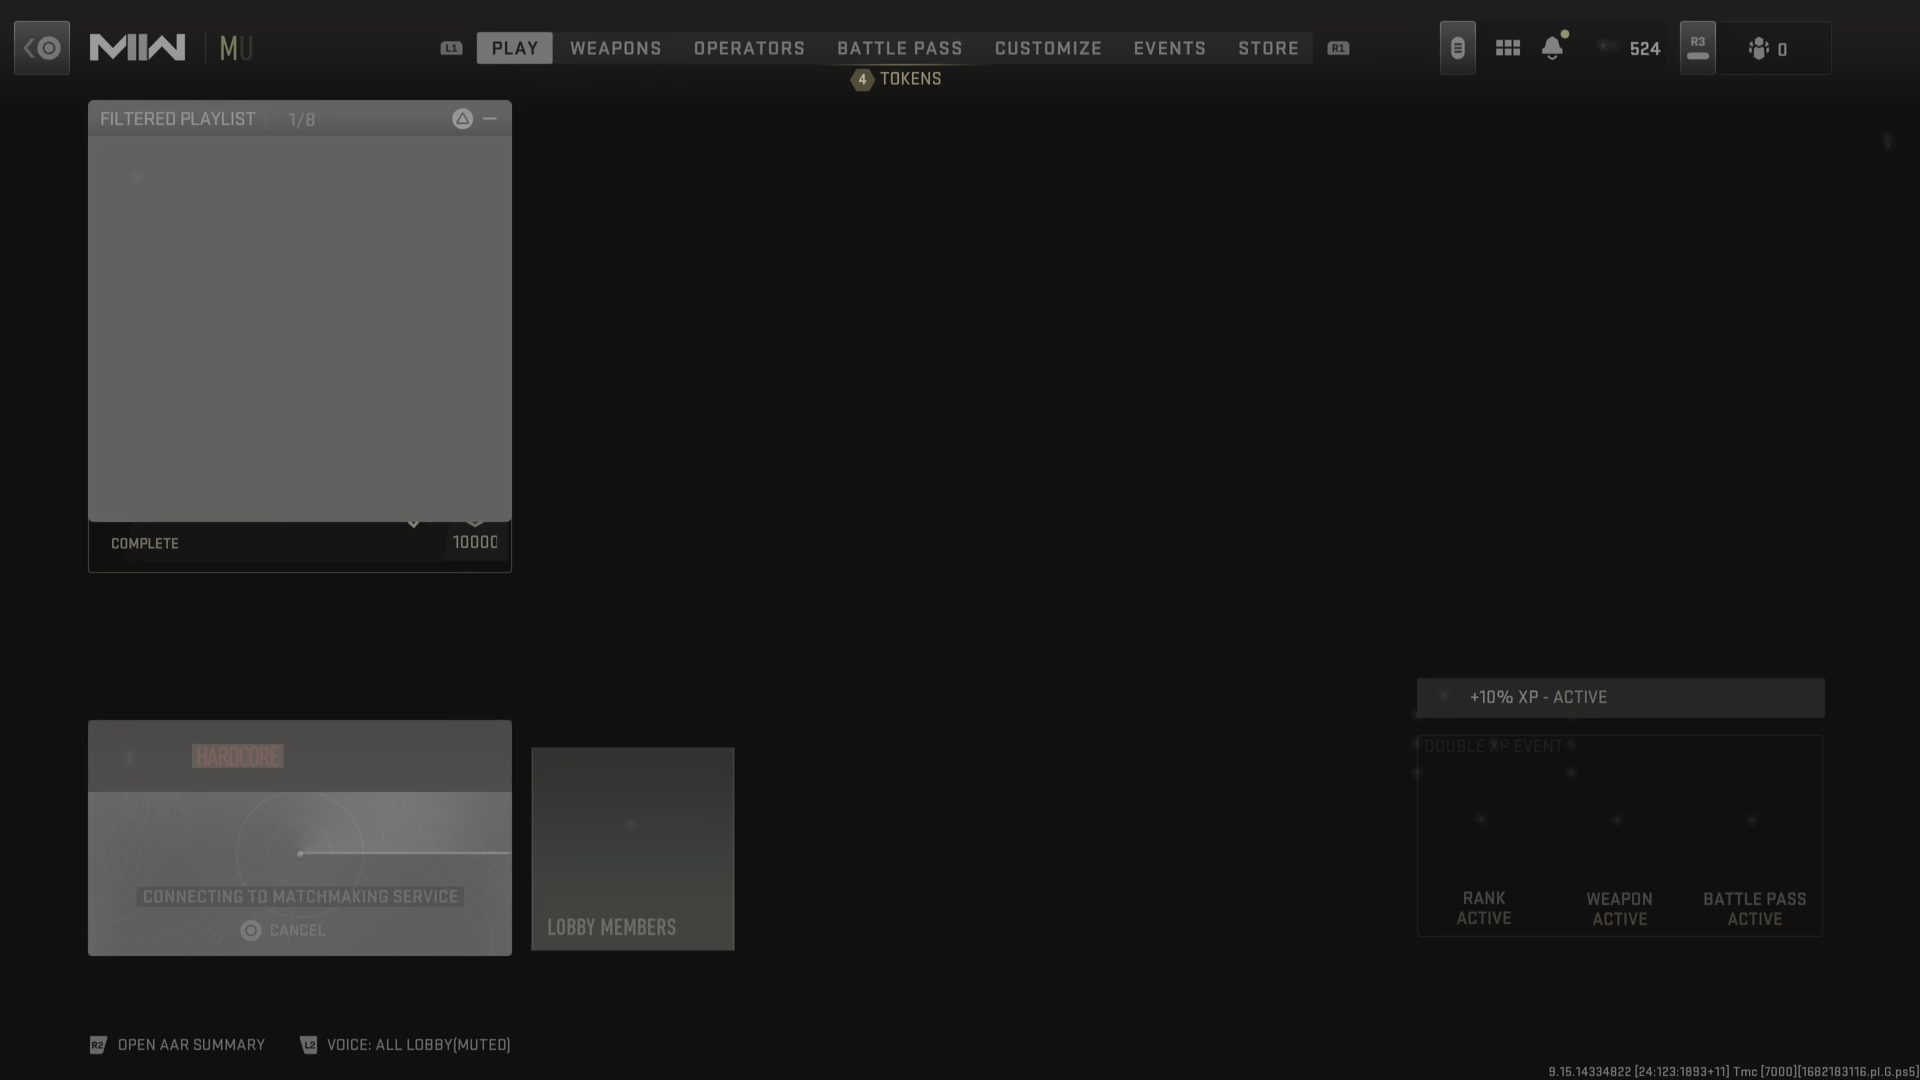 MW MU
L1 PLAY WEAPONS OPERATORS BATTLE PASS CUSTOMIZE EVENTS STORE R1
524 R3 0
4 TOKENS
FILTERED PLAYLIST 1/8
COMPLETE 10000
+10% XP - ACTIVE
DOUBLE XP EVENT
HARDCORE
CONNECTING TO MATCHMAKING SERVICE
CANCEL
LOBBY MEMBERS
RANK WEAPON BATTLE PASS
ACTIVE ACTIVE ACTIVE
R2 OPEN AAR SUMMARY L2 VOICE: ALL LOBBY(MUTED)
9.15.14334822 [24:123:1893+11] Tmc [7000][1682183116.pl.G.ps5]